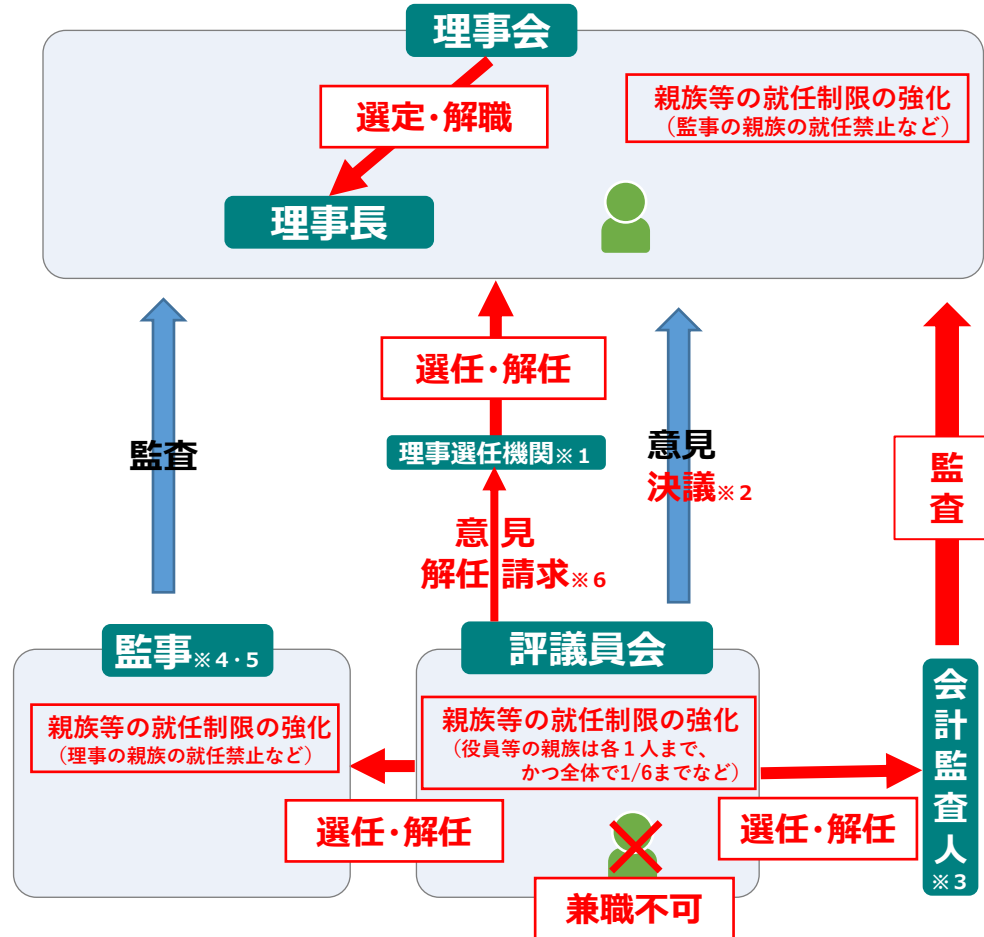 理事会
選定・解職
親族等の就任制限の強化
（監事の親族の就任禁止など）
理事長
選任・解任
監査
理事選任機関※１
意見
決議※２
監査
意見
解任請求※６
監事※４・５
評議員会
会計監査人※３
親族等の就任制限の強化
（理事の親族の就任禁止など）
親族等の就任制限の強化
（役員等の親族は各１人まで、
かつ全体で1/6までなど）
選任・解任
選任・解任
兼職不可